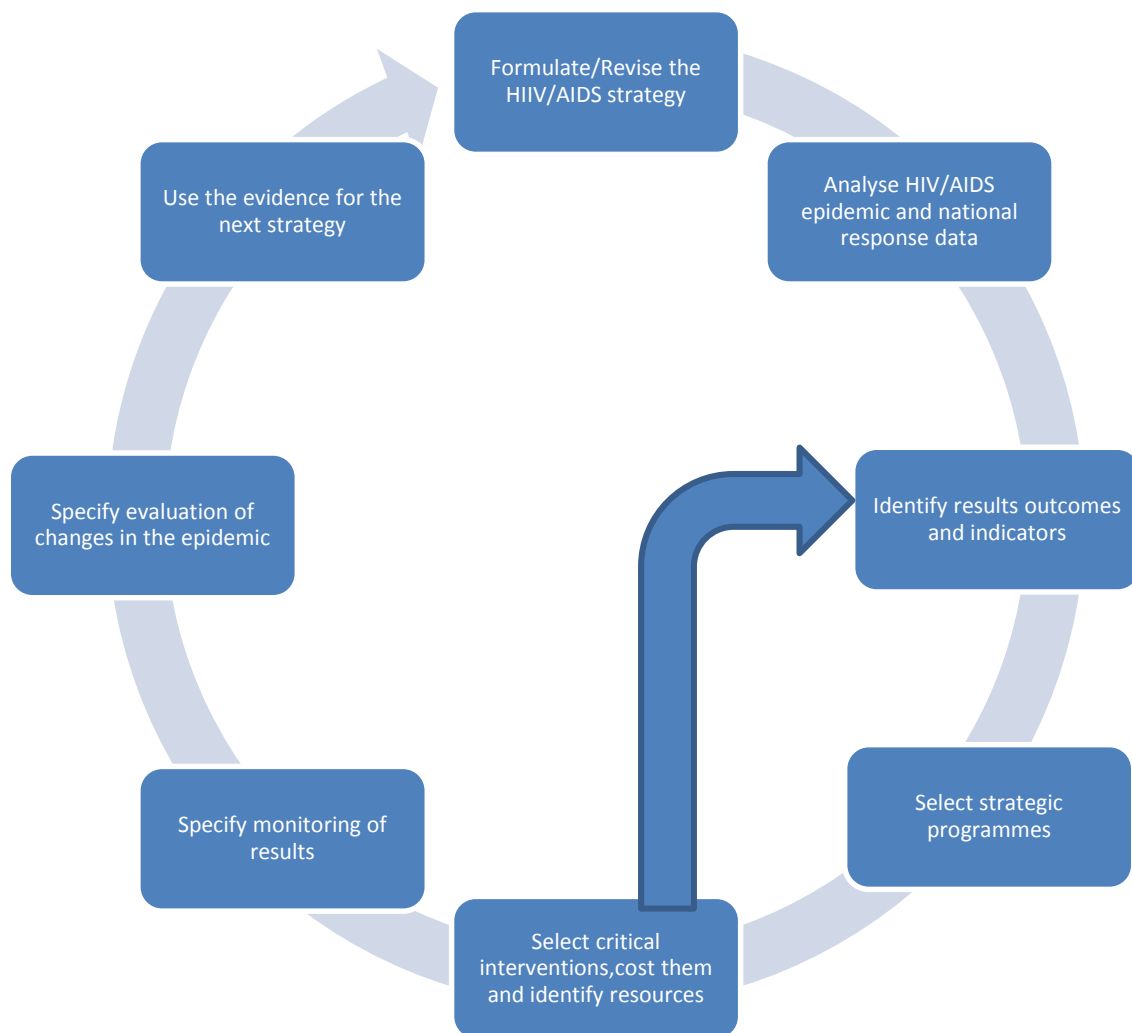 Formulate/Revise the
HIIV/AIDS strategy
Analyse HIV/AIDS
epidemic and national
response data
Identify results outcomes
and indicators
Select strategic
programmes
Select critical
interventions,cost them
and identify resources
Specify monitoring of
results
Specify evaluation of
changes in the epidemic
Use the evidence for the
next strategy